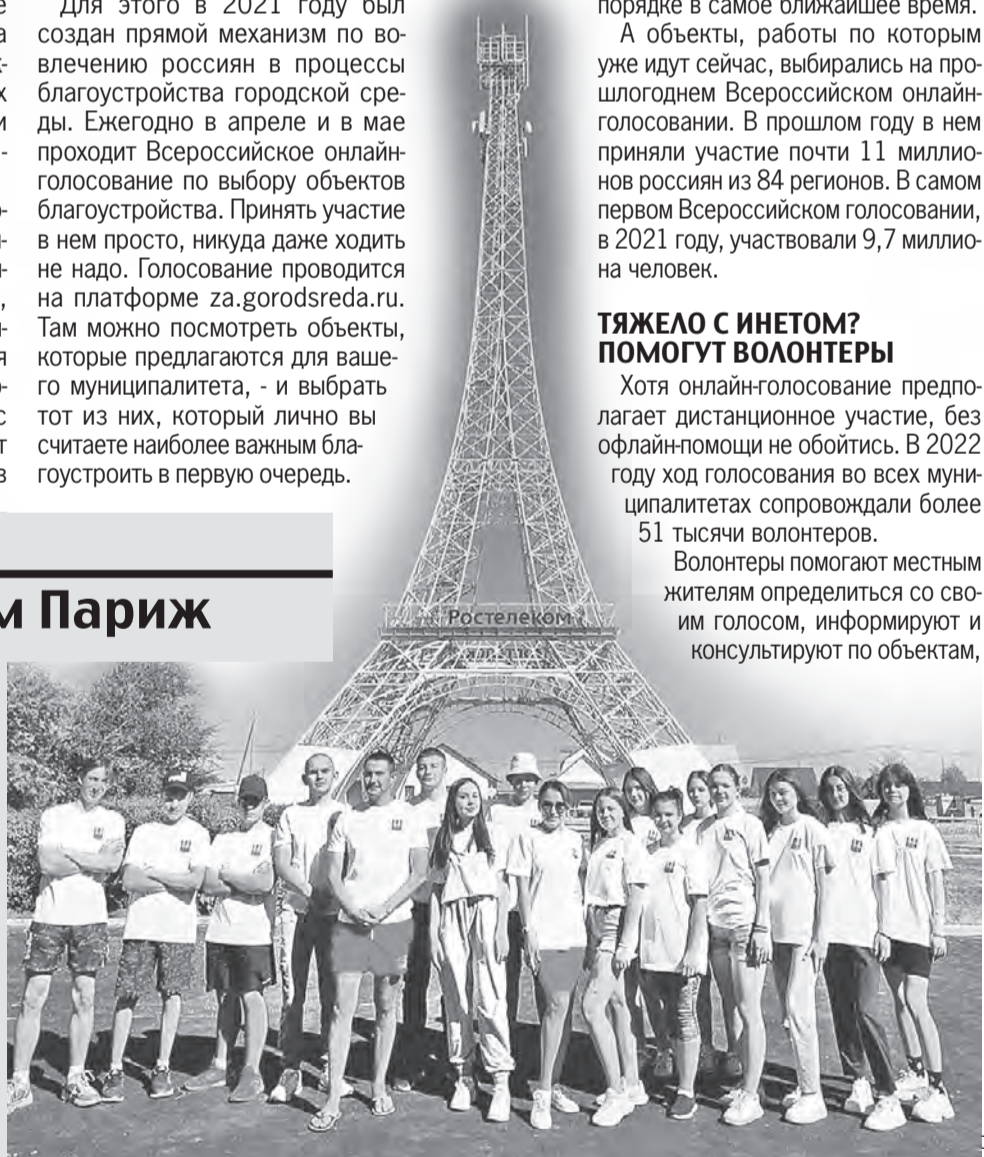 Для этого в 2021 году был
создан прямой механизм по во-
влечению россиян в процессы
благоустройства городской сре-
ды. Ежегодно в апреле и в мае
проходит Всероссийское онлайн-
голосование по выбору объектов
благоустройства. Принять участие
в нем просто, никуда даже ходить
не надо. Голосование проводится
на платформе za.gorodsreda.ru.
Там можно посмотреть объекты,
которые предлагаются для ваше-
го муниципалитета, - и выбрать
тот из них, который лично вы
считаете наиболее важным бла-
гоустроить в первую очередь.
м Париж
Ростелеком
порядке в самое ближайшее время.
А объекты, работы по которым
уже идут сейчас, выбирались на про-
шлогоднем Всероссийском онлайн-
голосовании. В прошлом году в нем
приняли участие почти 11 миллио-
нов россиян из 84 регионов. В самом
первом Всероссийском голосовании,
в 2021 году, участвовали 9,7 миллио-
на человек.
ТЯЖЕЛО С ИНЕТОМ?
ПОМОГУТ ВОЛОНТЕРЫ
Хотя онлайн-голосование предпо-
лагает дистанционное участие, без
офлайн-помощи не обойтись. В 2022
году ход голосования во всех муни-
ципалитетах сопровождали более
51 тысячи волонтеров.
Волонтеры помогают местным
жителям определиться со сво-
им голосом, информируют и
консультируют по объектам,